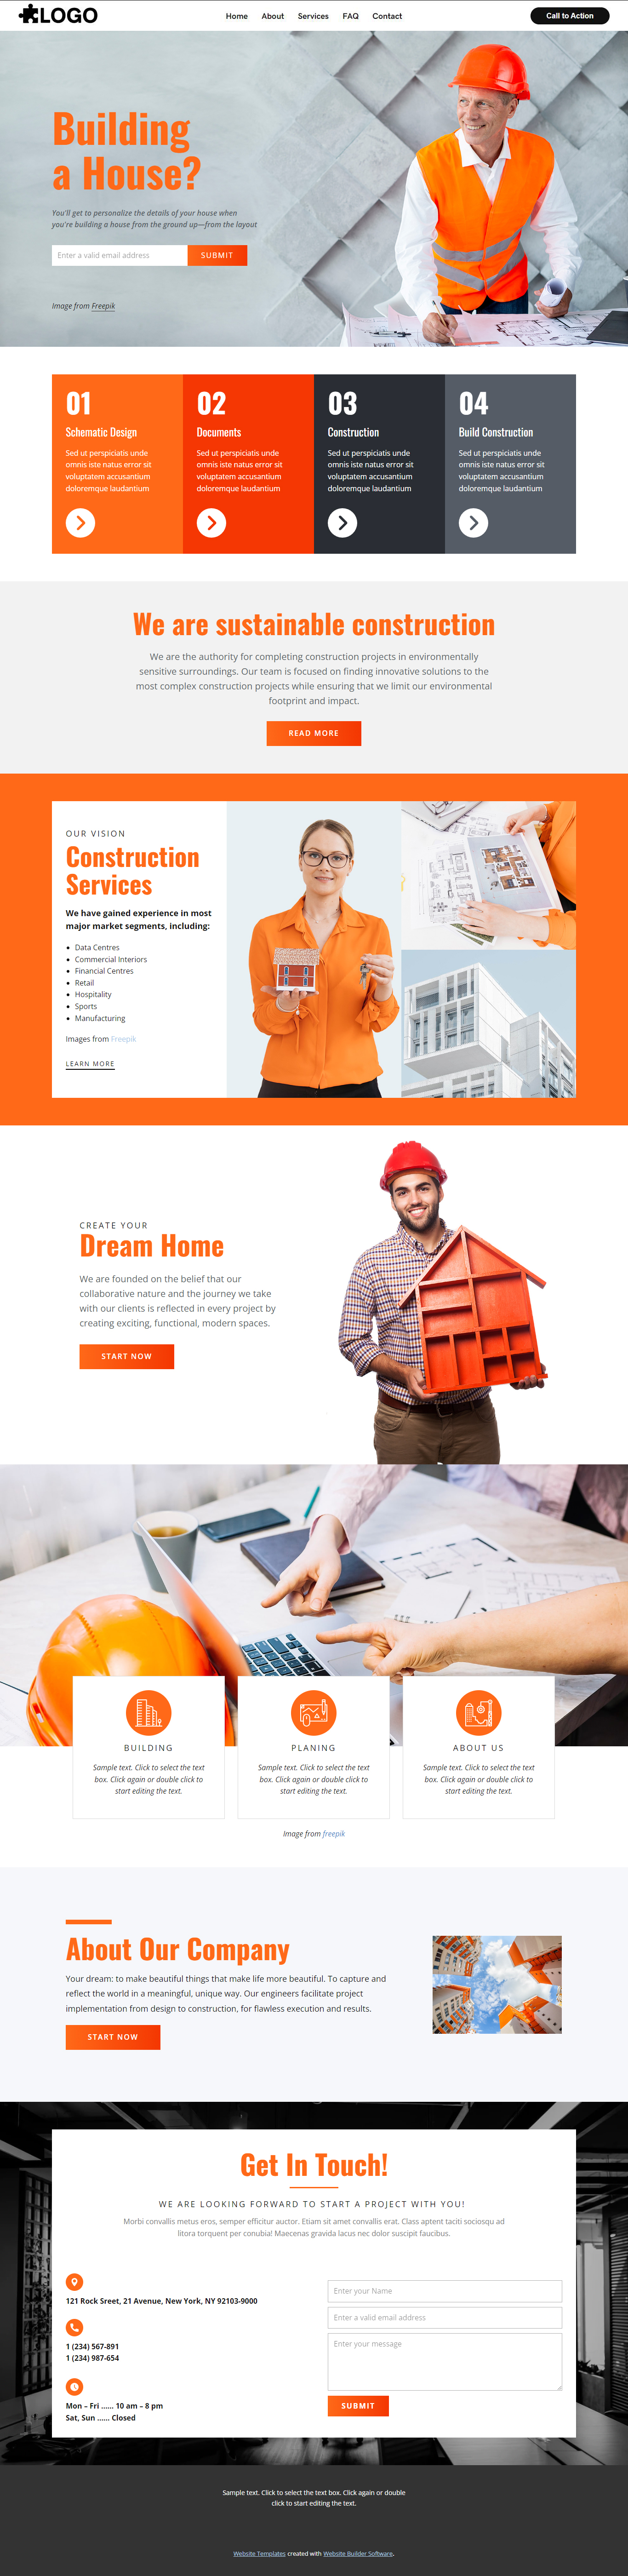 LOGO
Home About Services FAQ Contact
Call to Action
Building
a House?
You'll get to personalize the details of your house when
you're building a house from the ground up—from the layout
Enter a valid email address
SUBMIT
Image from Freepik
01
Schematic Design
Sed ut perspiciatis unde
omnis iste natus error sit
voluptatem accusantium
doloremque laudantium
02
Documents
Sed ut perspiciatis unde
omnis iste natus error sit
voluptatem accusantium
doloremque laudantium
03
Construction
Sed ut perspiciatis unde
omnis iste natus error sit
voluptatem accusantium
doloremque laudantium
04
Build Construction
Sed ut perspiciatis unde
omnis iste natus error sit
voluptatem accusantium
doloremque laudantium
We are sustainable construction
We are the authority for completing construction projects in environmentally
sensitive surroundings. Our team is focused on finding innovative solutions to the
most complex construction projects while ensuring that we limit our environmental
footprint and impact.
READ MORE
OUR VISION
Construction
Services
We have gained experience in most
major market segments, including:
• Data Centres
• Commercial Interiors
• Financial Centres
• Retail
• Hospitality
• Sports
• Manufacturing
Images from Freepik
LEARN MORE
CREATE YOUR
Dream Home
We are founded on the belief that our
collaborative nature and the journey we take
with our clients is reflected in every project by
creating exciting, functional, modern spaces.
START NOW
BUILDING
Sample text. Click to select the text
box. Click again or double click to
start editing the text.
PLANING
Sample text. Click to select the text
box. Click again or double click to
start editing the text.
ABOUT US
Sample text. Click to select the text
box. Click again or double click to
start editing the text.
Image from freepik
About Our Company
Your dream: to make beautiful things that make life more beautiful. To capture and
reflect the world in a meaningful, unique way. Our engineers facilitate project
implementation from design to construction, for flawless execution and results.
START NOW
Get In Touch!
WE ARE LOOKING FORWARD TO START A PROJECT WITH YOU!
Morbi convallis metus eros, semper efficitur auctor. Etiam sit amet convallis erat. Class aptent taciti sociosqu ad
litora torquent per conubia! Maecenas gravida lacus nec dolor suscipit faucibus.
121 Rock Sreet, 21 Avenue, New York, NY 92103-9000
1 (234) 567-891
1 (234) 987-654
Mon – Fri ...... 10 am – 8 pm
Sat, Sun ...... Closed
Enter your Name
Enter a valid email address
Enter your message
SUBMIT
Sample text. Click to select the text box. Click again or double
click to start editing the text.
Website Templates created with Website Builder Software.